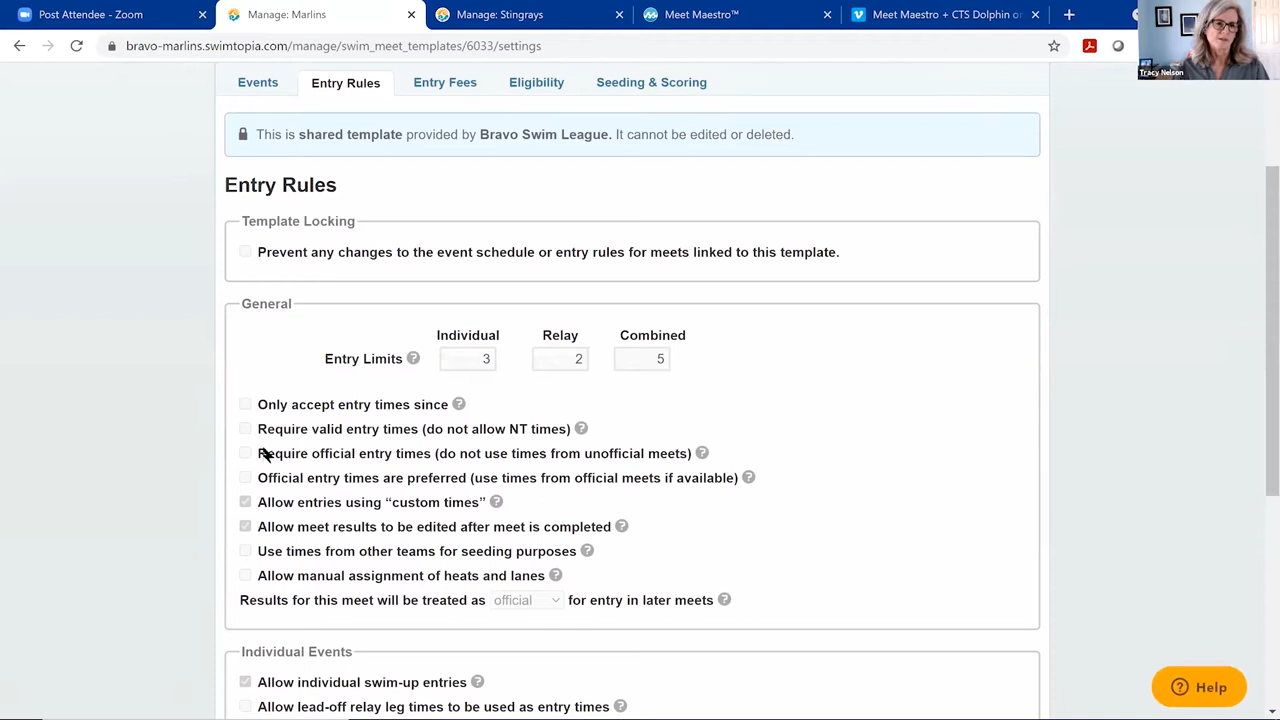 Post Attendee - Zoom
Manage: Marlins
Manage: Stingrays
Meet Maestro™
Meet Maestro + CTS Dolphin or
bravo-marlins.swimtopia.com/manage/swim_meet_templates/6033/settings
Tracy Nelson
Events
Entry Rules
Entry Fees
Eligibility
Seeding & Scoring
This is shared template provided by Bravo Swim League. It cannot be edited or deleted.
Entry Rules
Template Locking
Prevent any changes to the event schedule or entry rules for meets linked to this template.
General
Individual Relay Combined
Entry Limits ? 3 2 5
Only accept entry times since ?
Require valid entry times (do not allow NT times) ?
Require official entry times (do not use times from unofficial meets) ?
Official entry times are preferred (use times from official meets if available) ?
Allow entries using “custom times” ?
Allow meet results to be edited after meet is completed ?
Use times from other teams for seeding purposes ?
Allow manual assignment of heats and lanes ?
Results for this meet will be treated as official for entry in later meets ?
Individual Events
Allow individual swim-up entries ?
Allow lead-off relay leg times to be used as entry times ?
? Help